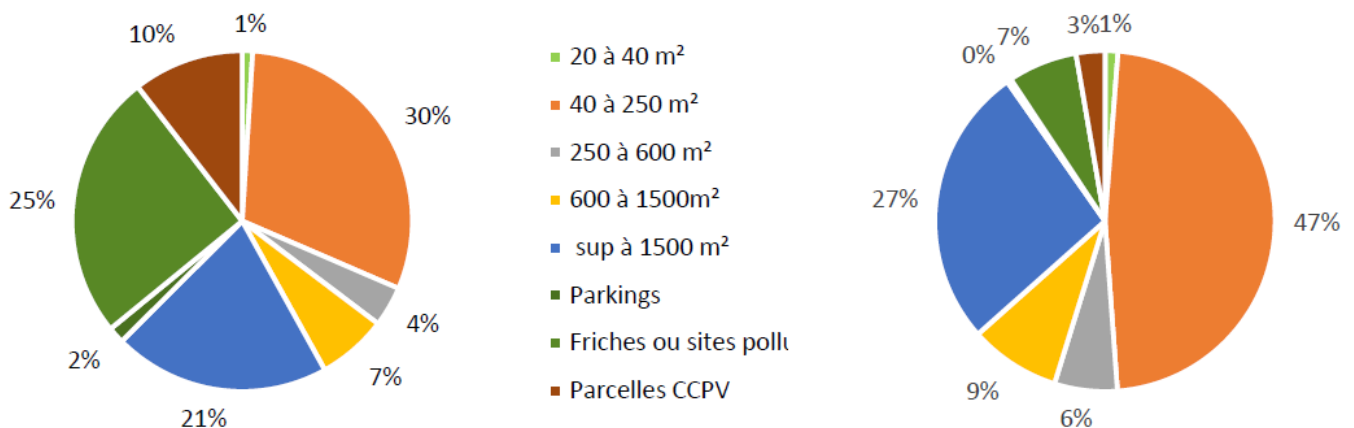 10%
1%
30%
25%
4%
2%
7%
21%
20 à 40 m²
40 à 250 m²
250 à 600 m²
600 à 1500m²
sup à 1500 m²
Parkings
Friches ou sites pollu
Parcelles CCPV
0%
7%
3%
1%
27%
47%
9%
6%